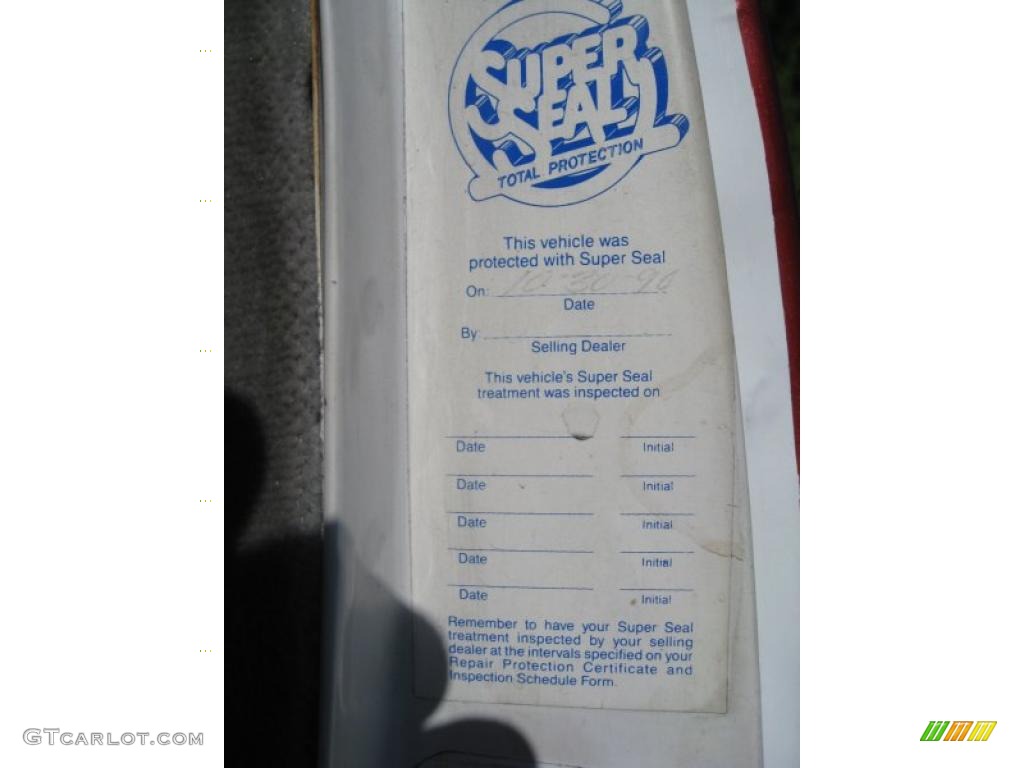 SUPER
SEAL
TOTAL PROTECTION
This vehicle was
protected with Super Seal
On: 10-30-90
Date
By:
Selling Dealer
This vehicle's Super Seal
treatment was inspected on
Date Initial
Date Initial
Date Initial
Date Initial
Date Initial
Remember to have your Super Seal
treatment inspected by your selling
dealer at the intervals specified on your
Repair Protection Certificate and
Inspection Schedule Form.
GTCARLOT.COM